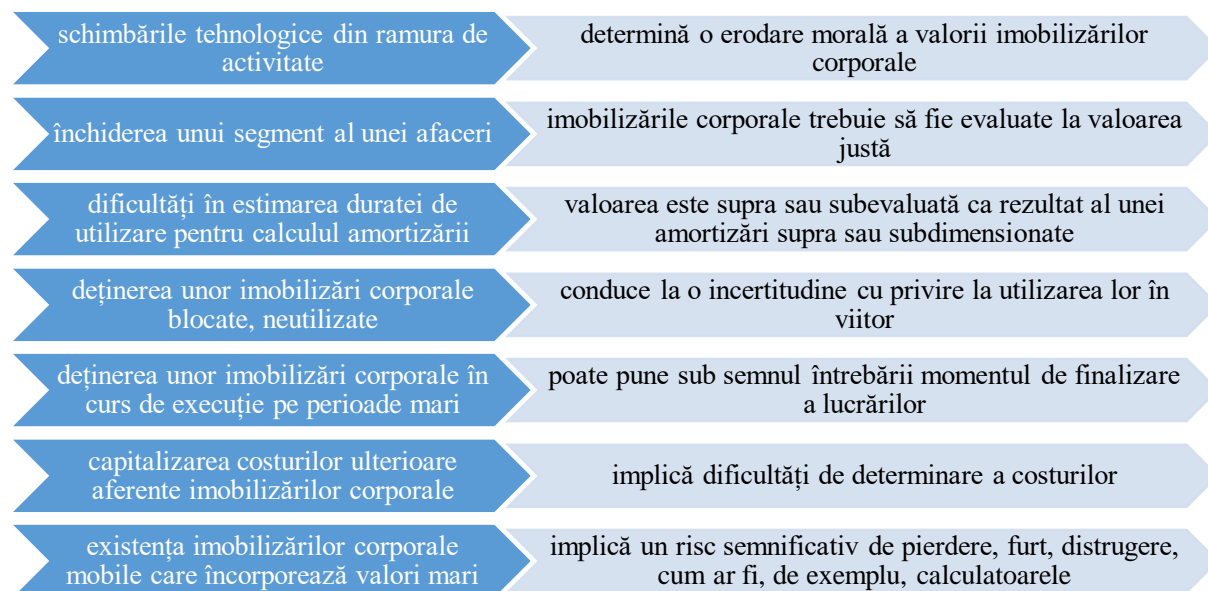 schimbările tehnologice din ramura de
activitate
determină o erodare morală a valorii imobilizărilor
corporale
închiderea unui segment al unei afaceri
imobilizările corporale trebuie să fie evaluate la valoarea
justă
dificultăți în estimarea duratei de
utilizare pentru calculul amortizării
valoarea este supra sau subevaluată ca rezultat al unei
amortizări supra sau subdimensionate
deținerea unor imobilizări corporale
blocate, neutilizate
conduce la o incertitudine cu privire la utilizarea lor în
viitor
deținerea unor imobilizări corporale în
curs de execuție pe perioade mari
poate pune sub semnul întrebării momentul de finalizare
a lucrărilor
capitalizarea costurilor ulterioare
aferente imobilizărilor corporale
implică dificultăți de determinare a costurilor
existența imobilizărilor corporale
mobile care încorporează valori mari
implică un risc semnificativ de pierdere, furt, distrugere,
cum ar fi, de exemplu, calculatoarele